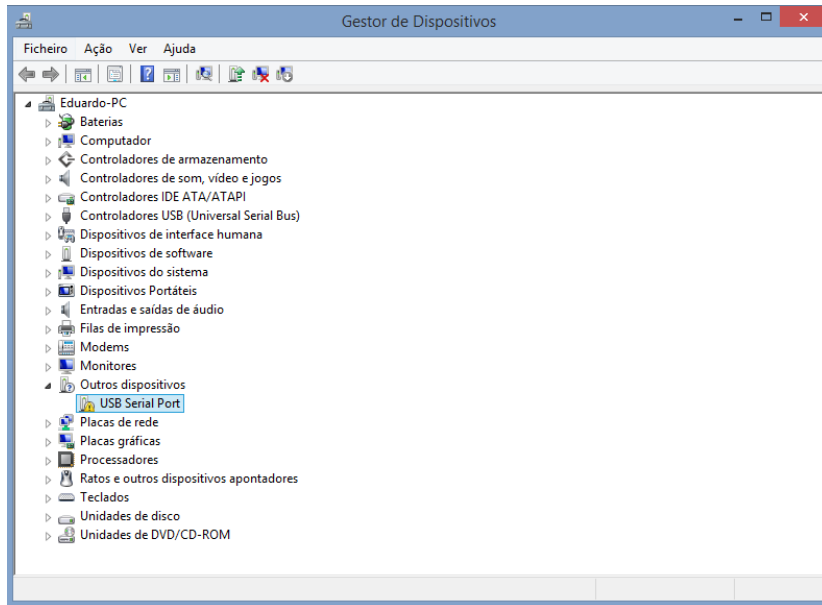 Gestor de Dispositivos
Ficheiro Ação Ver Ajuda
Eduardo-PC
Baterias
Computador
Controladores de armazenamento
Controladores de som, vídeo e jogos
Controladores IDE ATA/ATAPI
Controladores USB (Universal Serial Bus)
Dispositivos de interface humana
Dispositivos de software
Dispositivos do sistema
Dispositivos Portáteis
Entradas e saídas de áudio
Filas de impressão
Modems
Monitores
Outros dispositivos
USB Serial Port
Placas de rede
Placas gráficas
Processadores
Ratos e outros dispositivos apontadores
Teclados
Unidades de disco
Unidades de DVD/CD-ROM